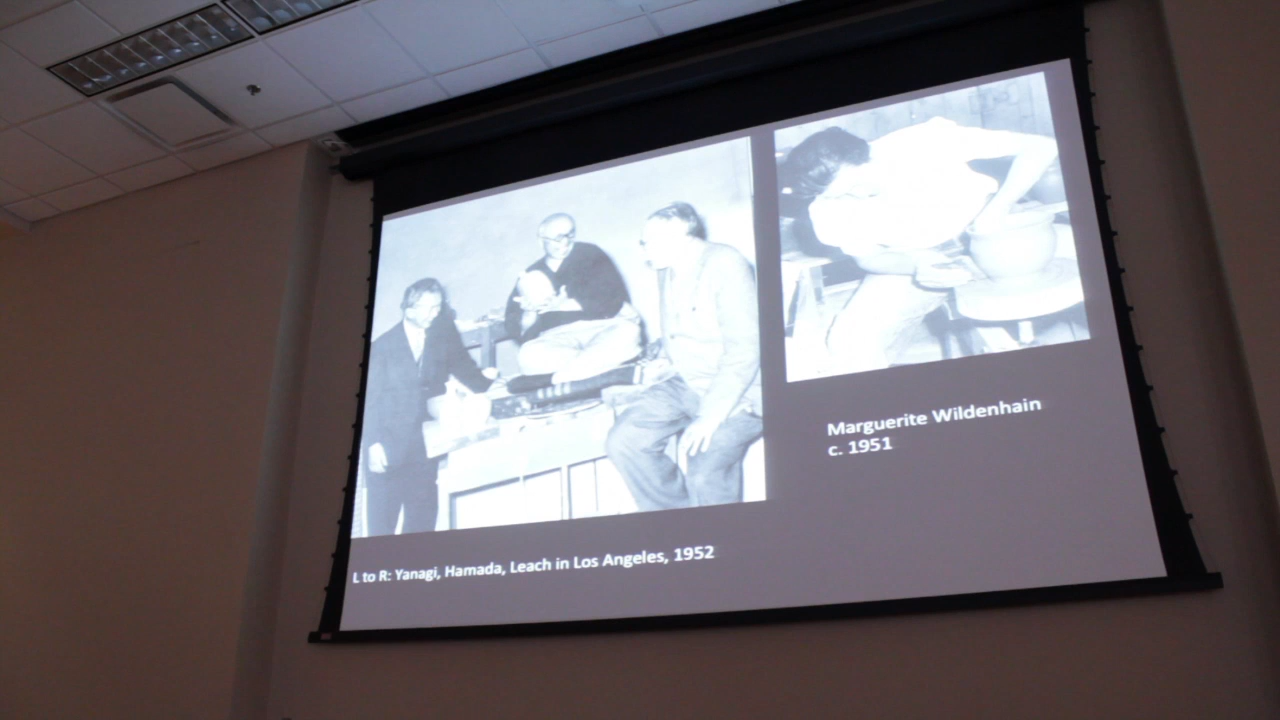 L to R: Yanagi, Hamada, Leach in Los Angeles, 1952
Marguerite Wildenhain
c. 1951